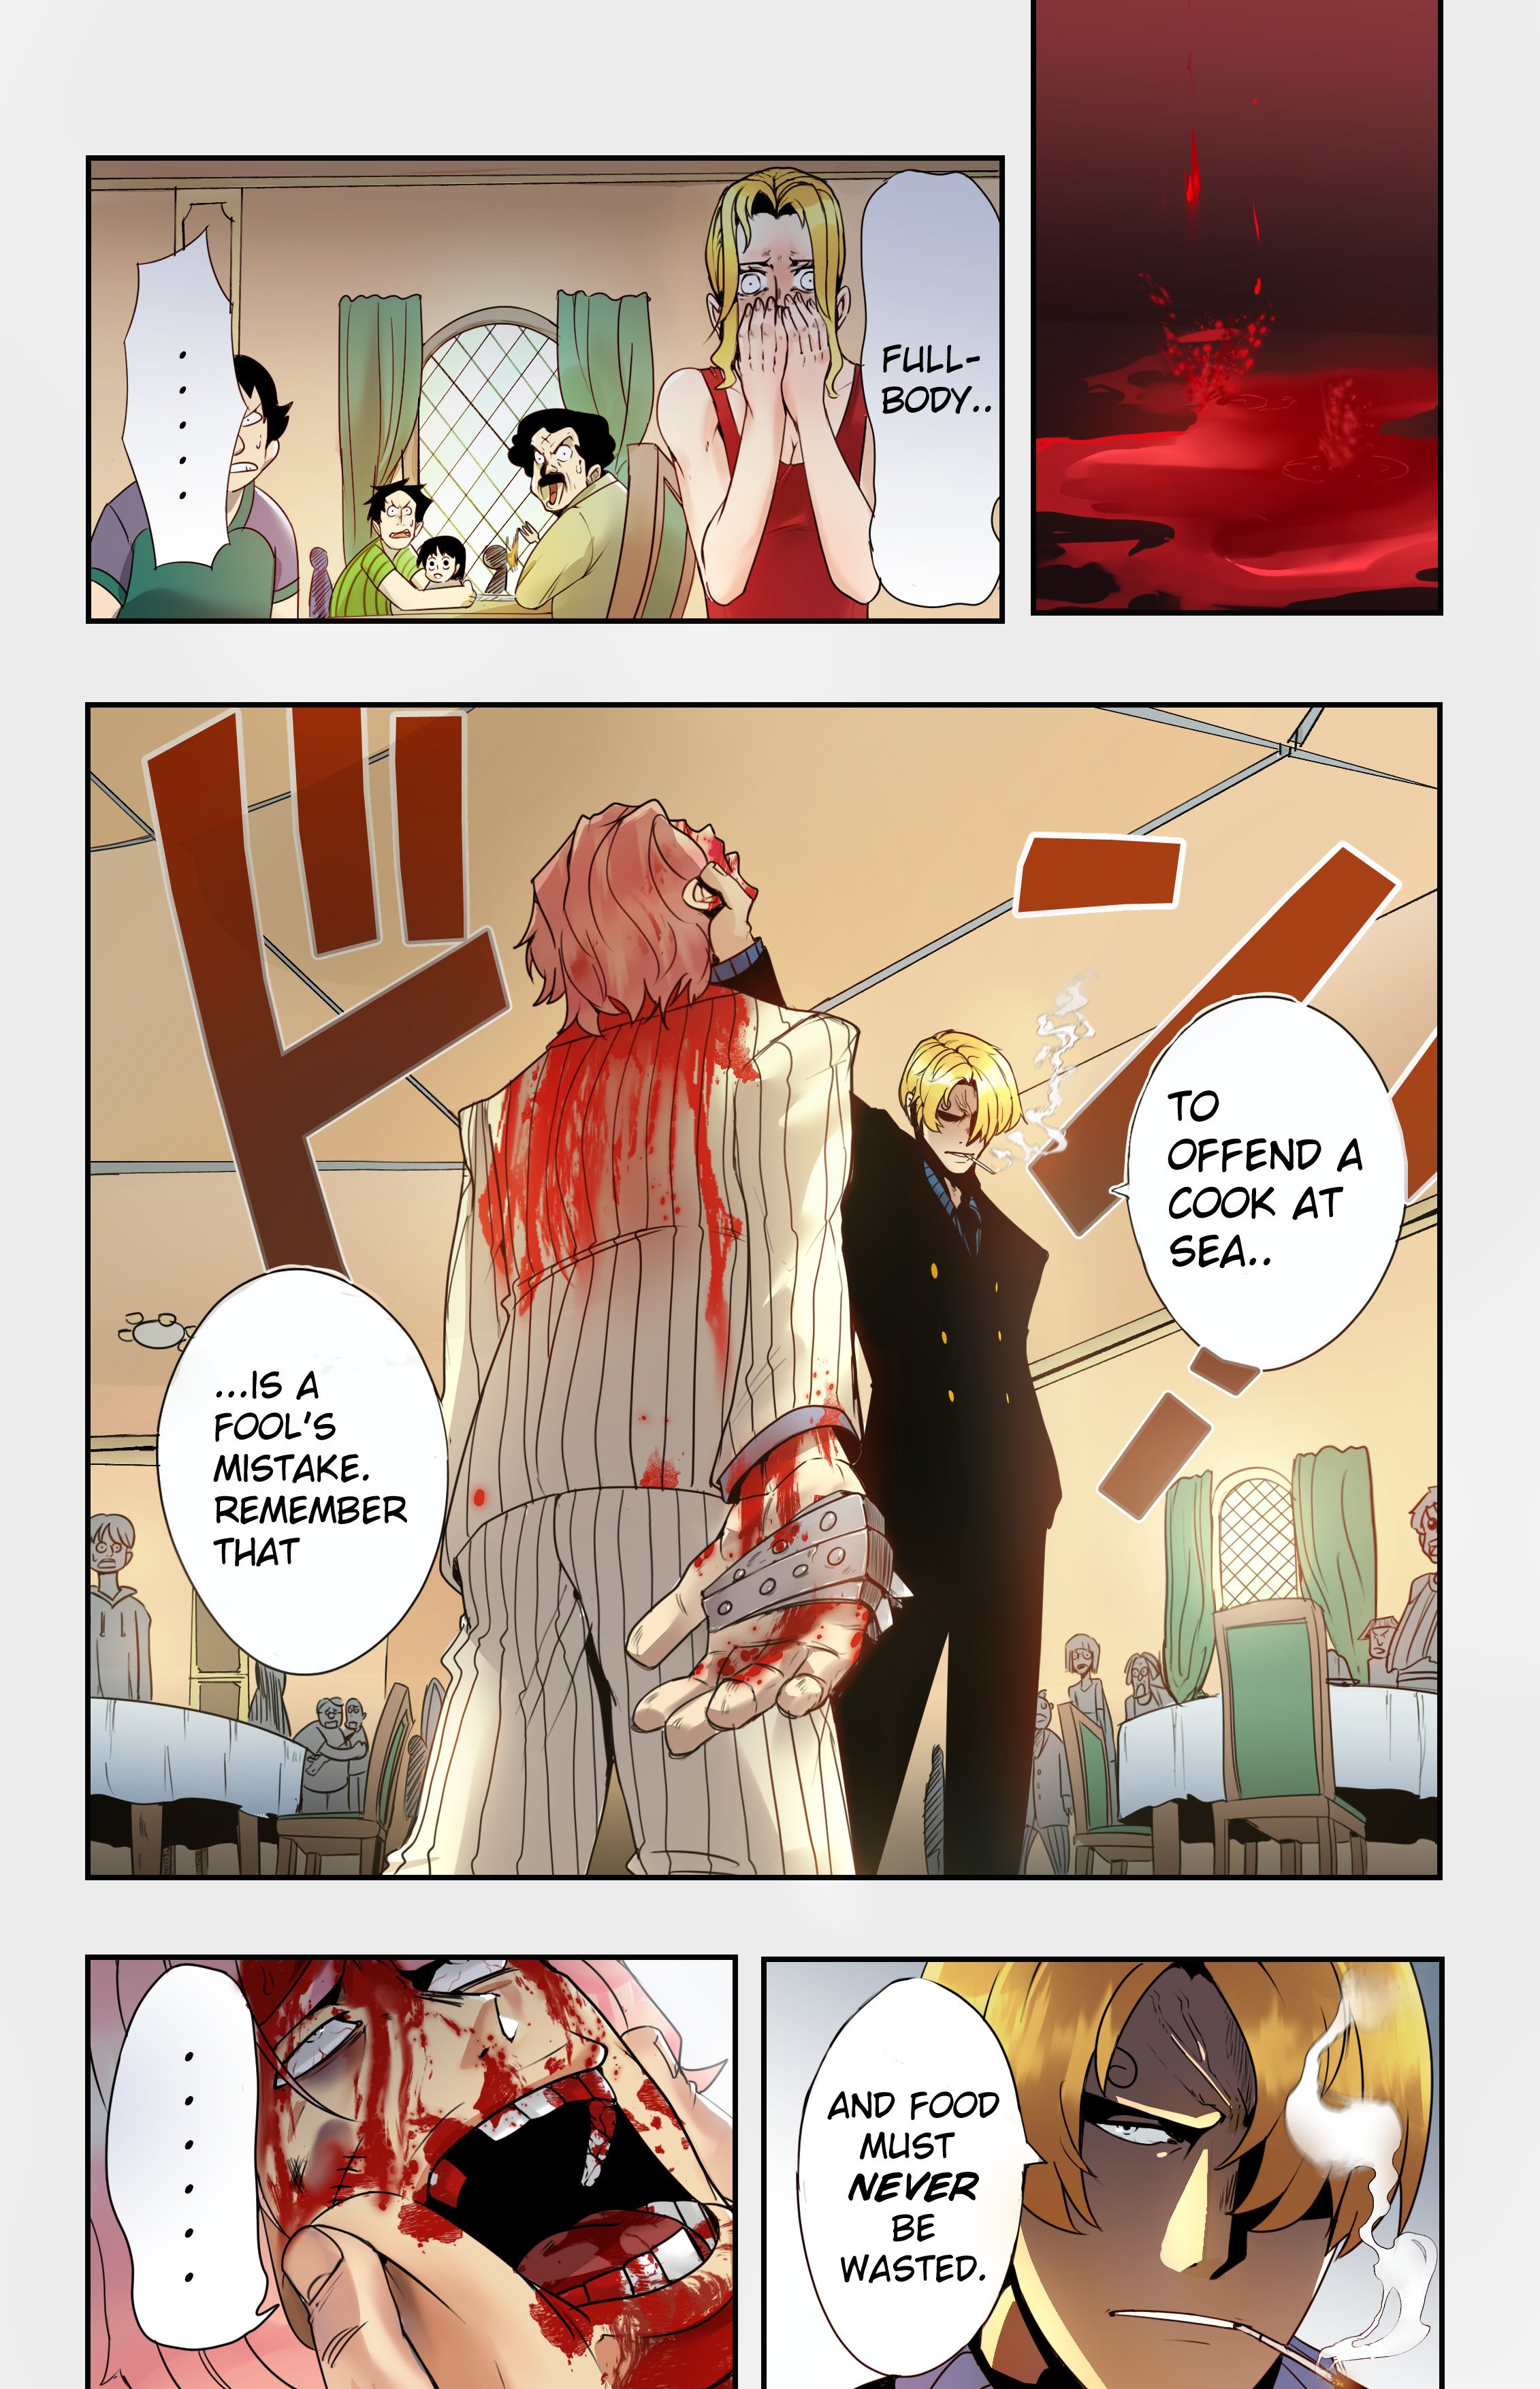 FULL-
BODY..
.....
TO
OFFEND A
COOK AT
SEA..
...IS A
FOOL'S
MISTAKE.
REMEMBER
THAT
ドン
AND FOOD
MUST
NEVER
BE
WASTED.
......